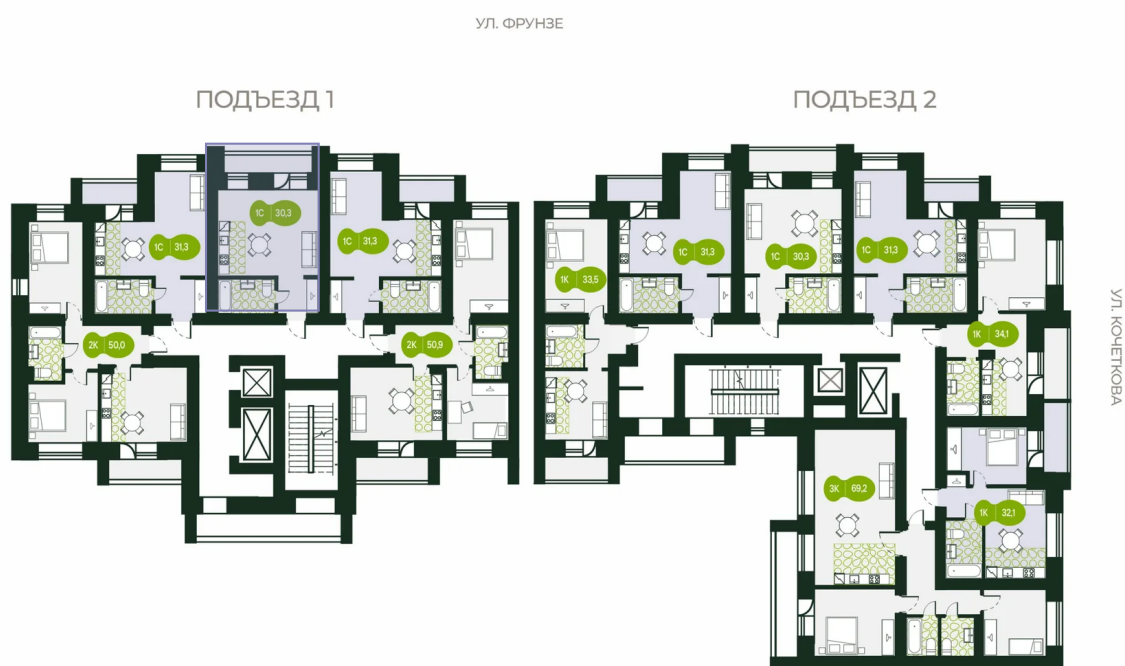 УЛ. ФРУНЗЕ
ПОДЪЕЗД 1
ПОДЪЕЗД 2
1С 30,3
1С 31,3
1С 31,3
2К 50,0
2К 50,9
1С 31,3
1С 30,3
1С 31,3
1К 33,5
1К 34,1
УЛ. КОЧЕТКОВА
3К 69,2
1К 32,1